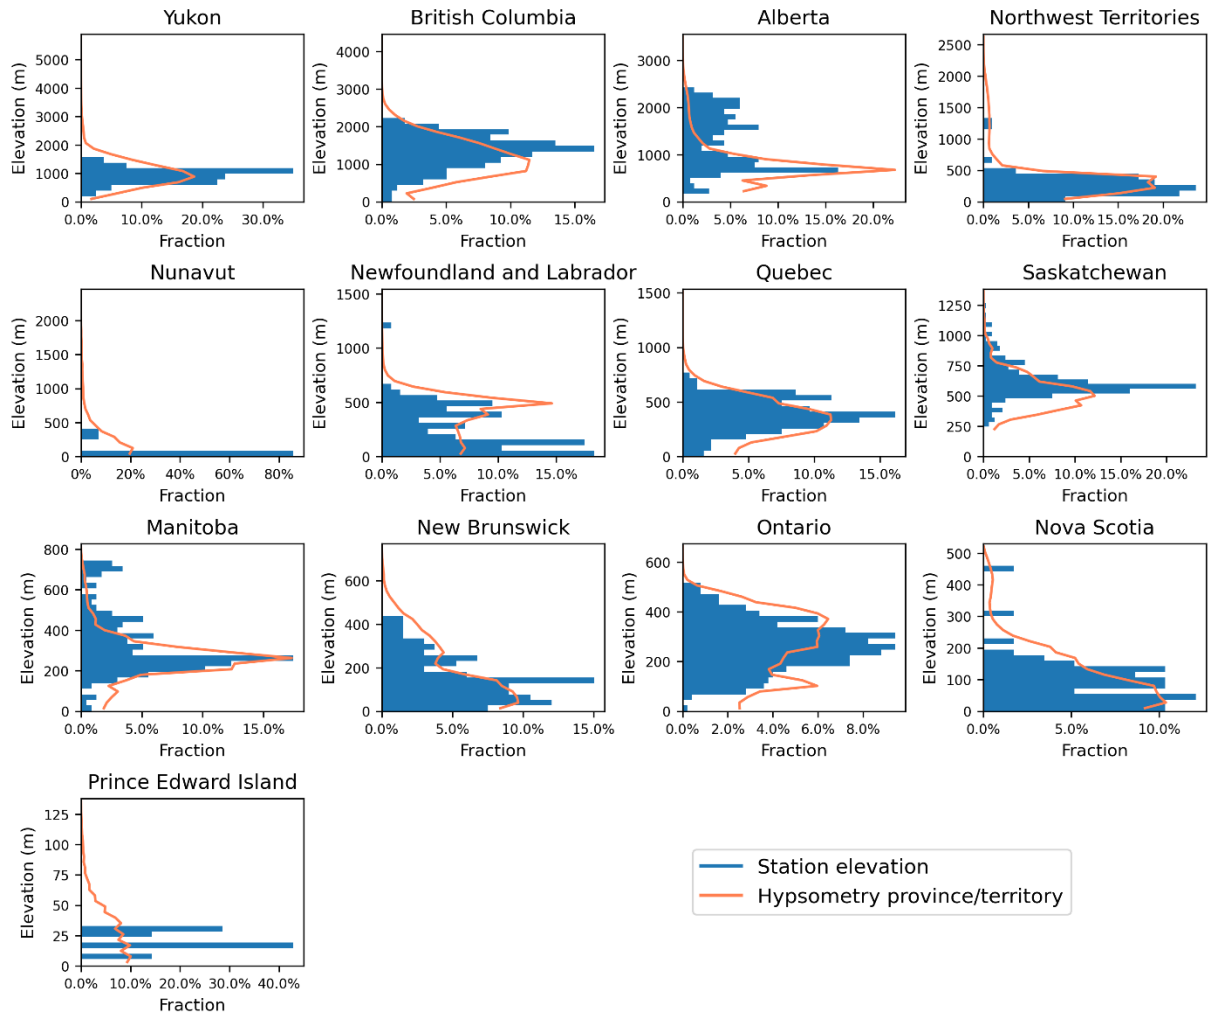 Yukon
Elevation (m)
5000
4000
3000
2000
1000
0
0.0% 10.0% 20.0% 30.0%
Fraction
British Columbia
Elevation (m)
4000
3000
2000
1000
0
0.0% 5.0% 10.0% 15.0%
Fraction
Alberta
Elevation (m)
3000
2000
1000
0
0.0% 5.0% 10.0% 15.0% 20.0%
Fraction
Northwest Territories
Elevation (m)
2500
2000
1500
1000
500
0
0.0% 5.0% 10.0% 15.0% 20.0%
Fraction
Nunavut
Elevation (m)
2000
1500
1000
500
0
0% 20% 40% 60% 80%
Fraction
Newfoundland and Labrador
Elevation (m)
1500
1000
500
0
0.0% 5.0% 10.0% 15.0%
Fraction
Quebec
Elevation (m)
1500
1000
500
0
0.0% 5.0% 10.0% 15.0%
Fraction
Saskatchewan
Elevation (m)
1250
1000
750
500
250
0
0.0% 5.0% 10.0% 15.0% 20.0%
Fraction
Manitoba
Elevation (m)
800
600
400
200
0
0.0% 5.0% 10.0% 15.0%
Fraction
New Brunswick
Elevation (m)
600
400
200
0
0.0% 5.0% 10.0% 15.0%
Fraction
Ontario
Elevation (m)
600
400
200
0
0.0% 2.0% 4.0% 6.0% 8.0%
Fraction
Nova Scotia
Elevation (m)
500
400
300
200
100
0
0.0% 5.0% 10.0%
Fraction
Prince Edward Island
Elevation (m)
125
100
75
50
25
0
0.0% 10.0% 20.0% 30.0% 40.0%
Fraction
Station elevation
Hypsometry province/territory